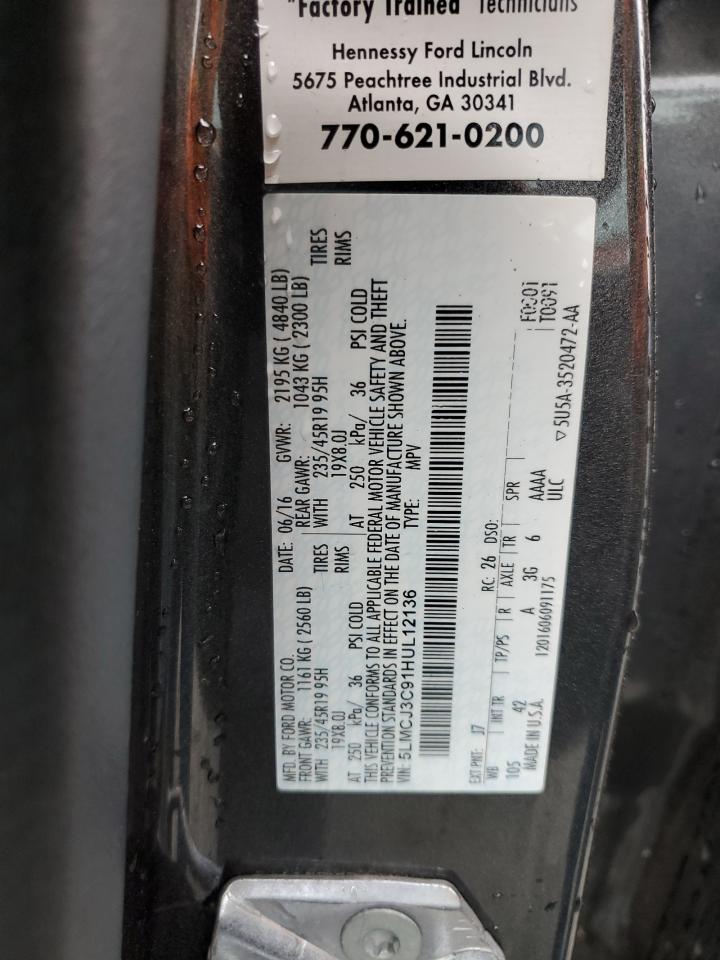 "Factory Trained" Technicians
Hennessy Ford Lincoln
5675 Peachtree Industrial Blvd.
Atlanta, GA 30341
770-621-0200
MFD. BY FORD MOTOR CO. DATE: 06/16 GVWR: 2195 KG ( 4840 LB)
FRONT GAWR: 1161 KG ( 2560 LB) REAR GAWR: 1043 KG ( 2300 LB)
WITH 235/45R19 95H TIRES WITH 235/45R19 95H TIRES
19X8.0J RIMS 19X8.0J RIMS
AT 250 kPa/ 36 PSI COLD AT 250 kPa/ 36 PSI COLD
THIS VEHICLE CONFORMS TO ALL APPLICABLE FEDERAL MOTOR VEHICLE SAFETY AND THEFT
PREVENTION STANDARDS IN EFFECT ON THE DATE OF MANUFACTURE SHOWN ABOVE.
VIN: 5LMCJ3C91HUL12136 TYPE: MPV
EXT PNT: J7 RC: 26 DSO:
WB INT TR TP/PS R AXLE TR SPR
105 42 A 3G 6 AAAA
MADE IN U.S.A. 1201606091175 ULC
F0001
T0091
▽5U5A-3520472-AA